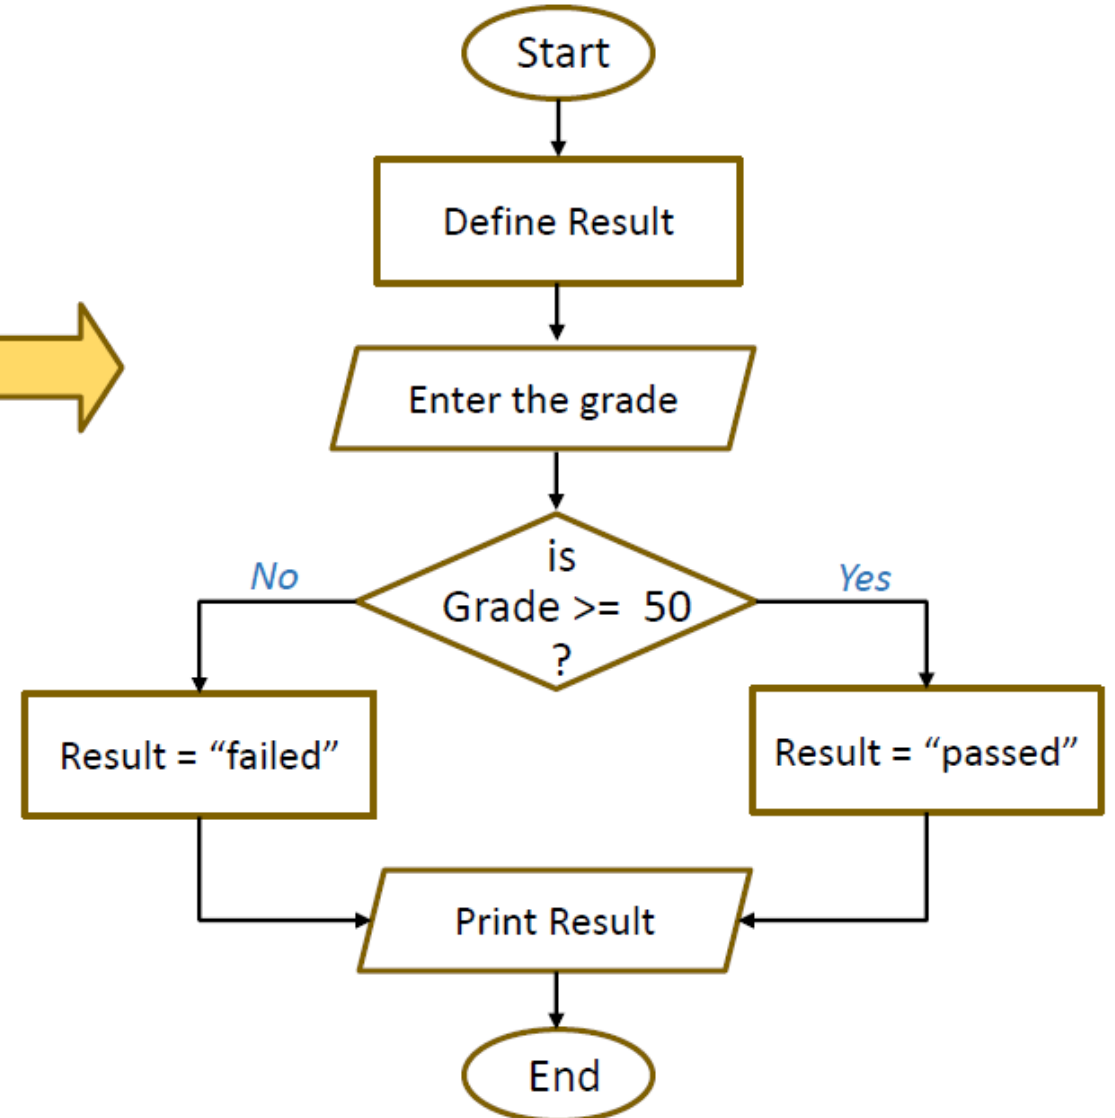 Start
Define Result
Enter the grade
is
Grade >= 50
?
No
Yes
Result = “failed”
Result = “passed”
Print Result
End